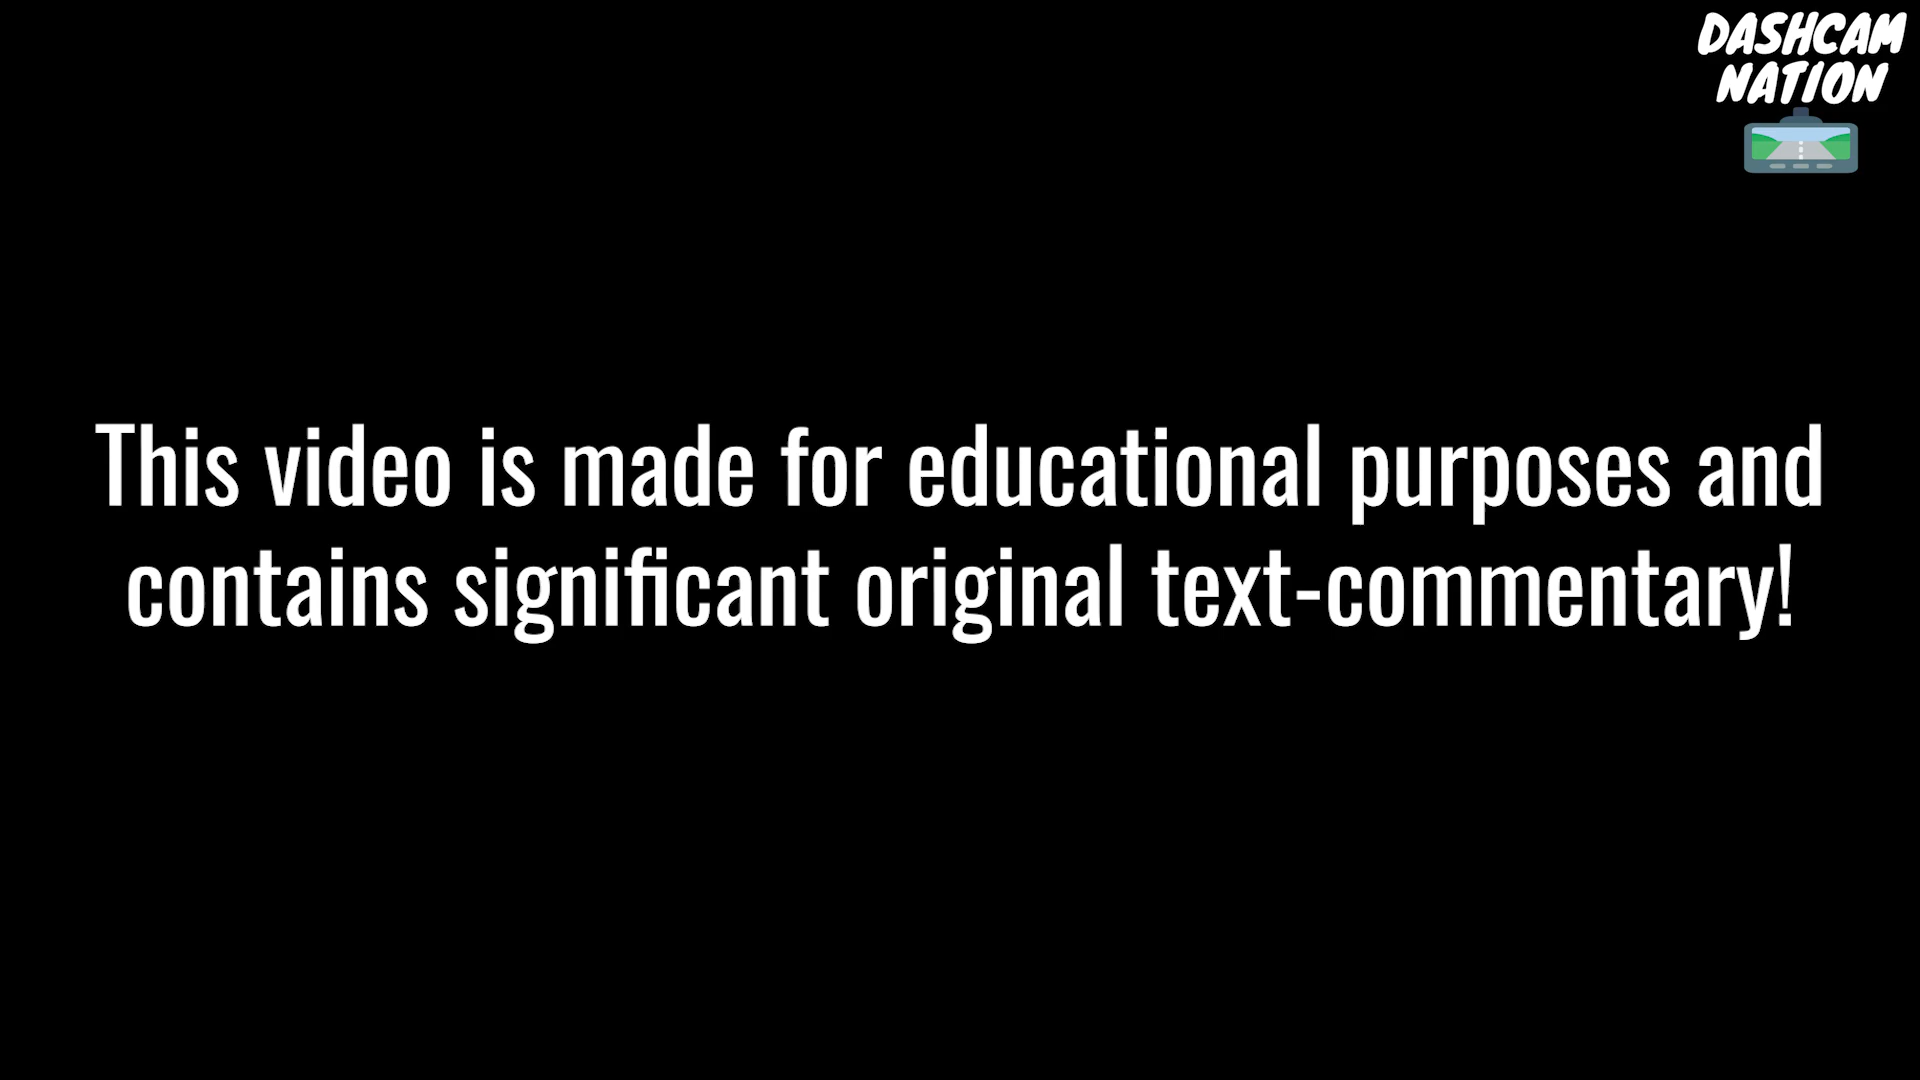 DASHCAM
NATION
This video is made for educational purposes and
contains significant original text-commentary!